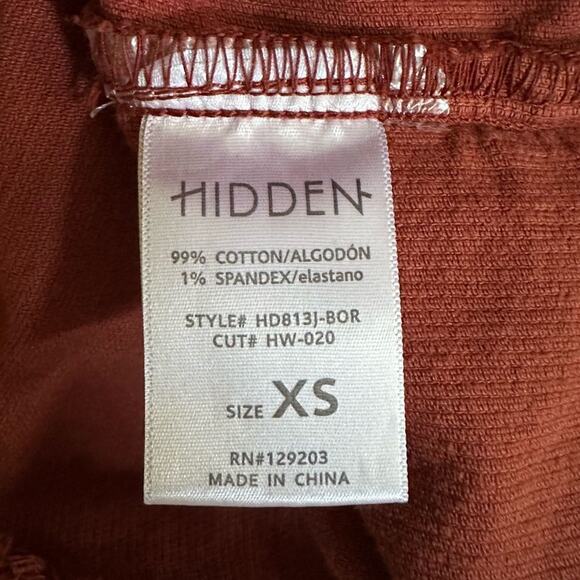 HIDDEN
99% COTTON/ALGODÓN
1% SPANDEX/elastano
STYLE# HD813J-BOR
CUT# HW-020
SIZE XS
RN#129203
MADE IN CHINA